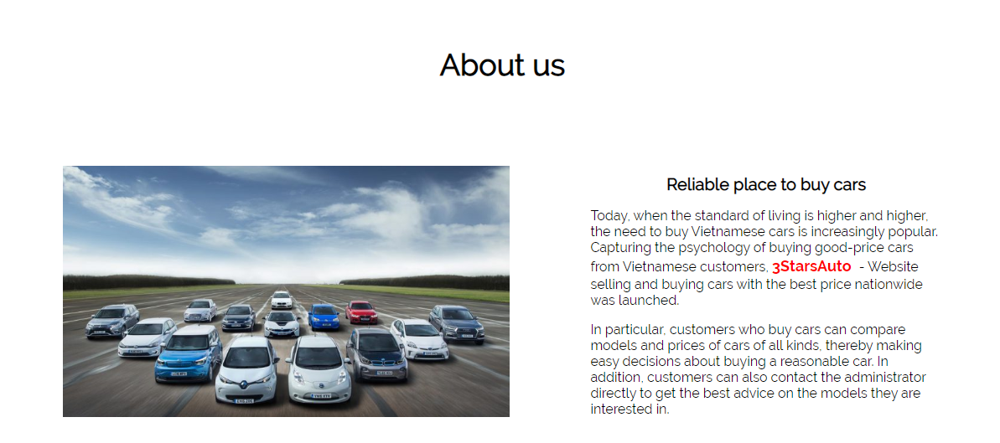 About us
Reliable place to buy cars
Today, when the standard of living is higher and higher,
the need to buy Vietnamese cars is increasingly popular.
Capturing the psychology of buying good-price cars
from Vietnamese customers, 3StarsAuto - Website
selling and buying cars with the best price nationwide
was launched.
In particular, customers who buy cars can compare
models and prices of cars of all kinds, thereby making
easy decisions about buying a reasonable car. In
addition, customers can also contact the administrator
directly to get the best advice on the models they are
interested in.